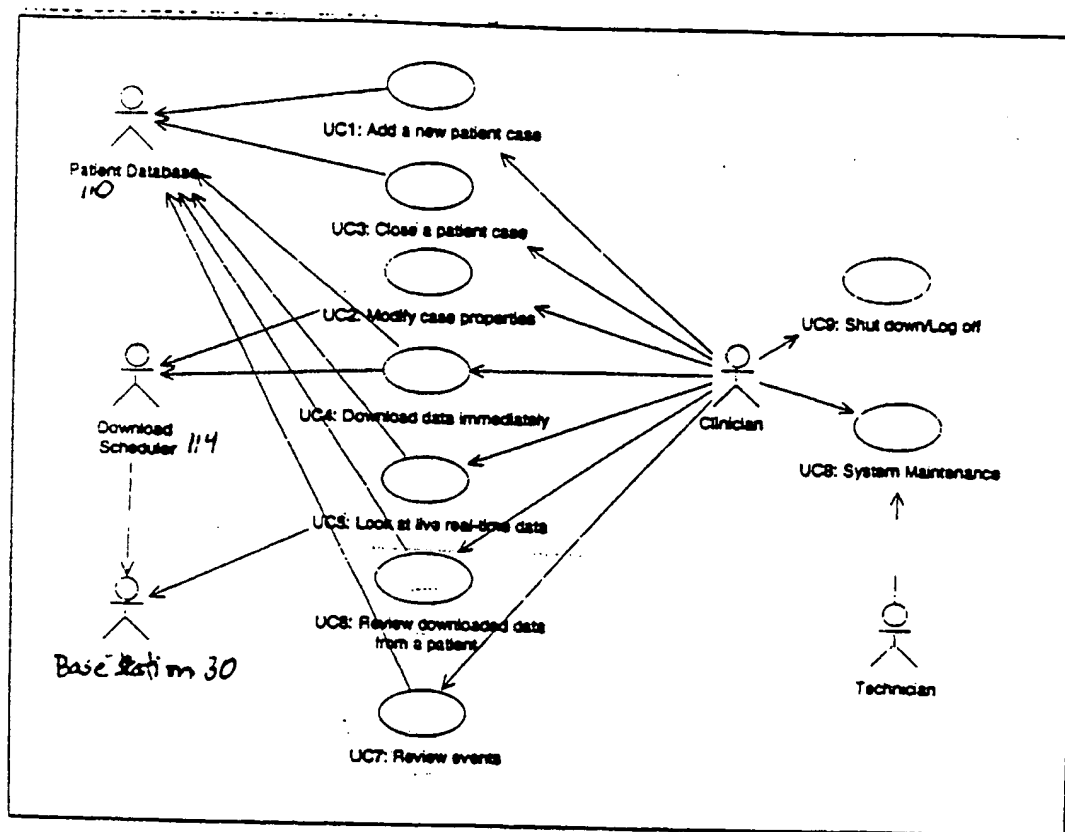 UC1: Add a new patient case
Patient Database
110
UC3: Close a patient case
UC2: Modify case properties
UC9: Shut down/Log off
UC4: Download data immediately
Clinician
Download
Scheduler 114
UC8: System Maintenance
UC5: Look at live real-time data
UC6: Review downloaded data
from a patient
Base Station 30
Technician
UC7: Review events